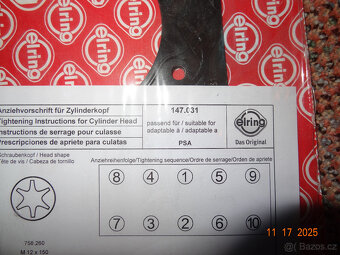 elring
elring
elring
elring
Anziehvorschrift für Zylinderkopf
Tightening Instructions for Cylinder Head
Instructions de serrage pour culasse
Prescripciones de apriete para culatas
147.031
passend für / suitable for
adaptable à / adaptable a
PSA
elring
Das Original
Schraubenkopf / Head shape
Tête de vis / Cabeza de tornillo
Anziehreihenfolge/Tightening sequence/Ordre de serrage/Orden de apriete
8 4 1 5 9
7 3 2 6 10
756.260
M 12 x 150
11 17 2025
Bazoš.cz